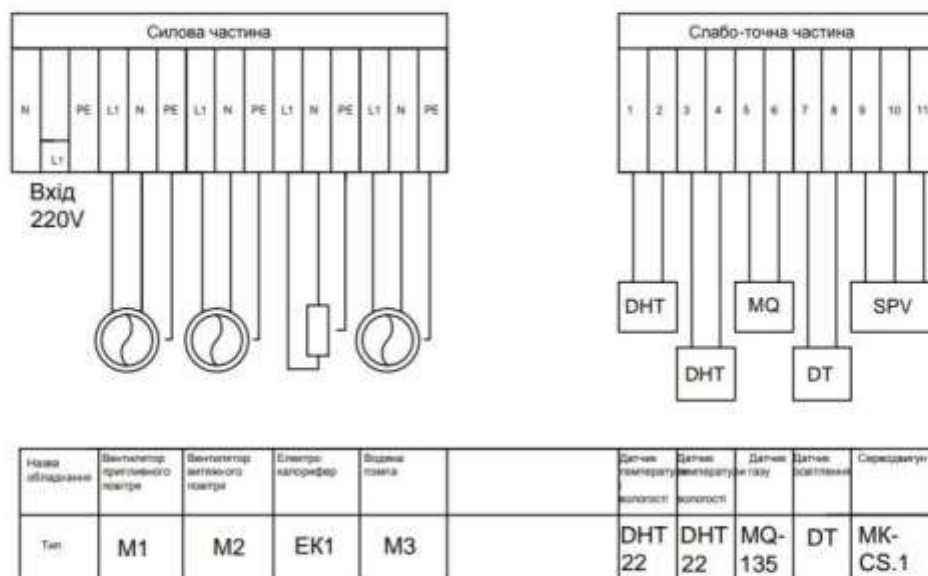 Силова частина
Слабо-точна частина
N L1 PE L1 N PE L1 N PE L1 N PE L1 N PE
1 2 3 4 5 6 7 8 9 10 11
Вхід
220V
DHT MQ SPV
DHT DT
Назва
обладнання
Вентилятор
припливного
повітря
Вентилятор
витяжного
повітря
Електро
калорифер
Водяна
помпа
Датчик
температури
і
вологості
Датчик
температури
вологості
Датчик
газу
Датчик
освітлення
Серводвигун
Тип
M1
M2
EK1
M3
DHT
22
DHT
22
MQ-
135
DT
MK-
CS.1